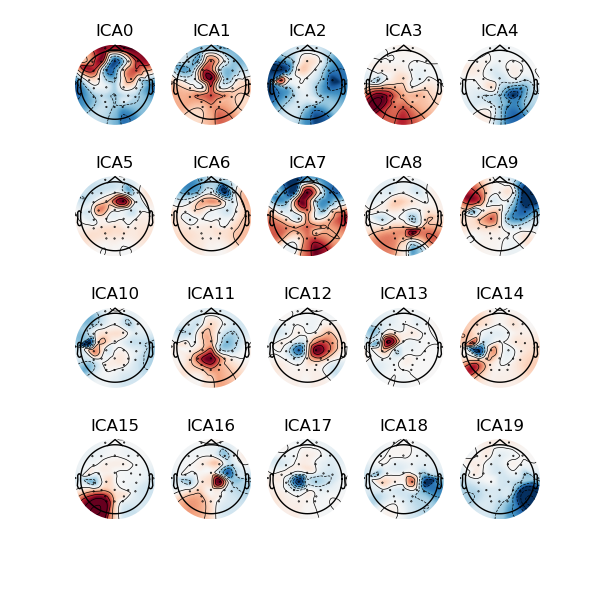 ICA0 ICA1 ICA2 ICA3 ICA4
ICA5 ICA6 ICA7 ICA8 ICA9
ICA10 ICA11 ICA12 ICA13 ICA14
ICA15 ICA16 ICA17 ICA18 ICA19